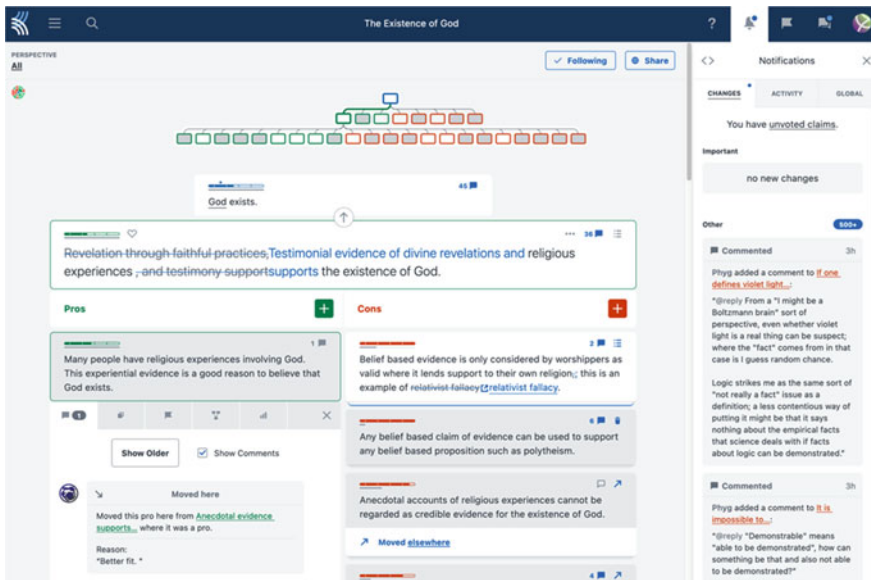 The Existence of God
?
PERSPECTIVE
All
Following
Share
45
God exists.
36
Revelation through faithful practices,Testimonial evidence of divine revelations and religious
experiences , and testimony supportsupports the existence of God.
Pros
Cons
1
Many people have religious experiences involving God.
This experiential evidence is a good reason to believe that
God exists.
1
Show Older
Show Comments
Moved here
Moved this pro here from Anecdotal evidence
supports... where it was a pro.
Reason:
"Better fit. "
2
Belief based evidence is only considered by worshippers as
valid where it lends support to their own religion,; this is an
example of relativist fallacyrelativist fallacy.
6
Any belief based claim of evidence can be used to support
any belief based proposition such as polytheism.
Anecdotal accounts of religious experiences cannot be
regarded as credible evidence for the existence of God.
Moved elsewhere
4
Notifications
CHANGES
ACTIVITY
GLOBAL
You have unvoted claims.
Important
no new changes
Other
500+
Commented
3h
Phyg added a comment to If one
defines violet light...:
"@reply From a "I might be a
Boltzmann brain" sort of
perspective, even whether violet
light is a real thing can be suspect;
where the "fact" comes from in that
case is I guess random chance.
Logic strikes me as the same sort of
"not really a fact" issue as a
definition; a less contentious way of
putting it might be that it says
nothing about the empirical facts
that science deals with if facts
about logic can be demonstrated."
Commented
3h
Phyg added a comment to It is
impossible to...:
"@reply "Demonstrable" means
"able to be demonstrated", how can
something be that and also not able
to be demonstrated?"